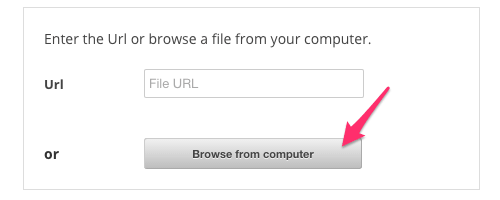 Enter the Url or browse a file from your computer.
Url File URL
or Browse from computer